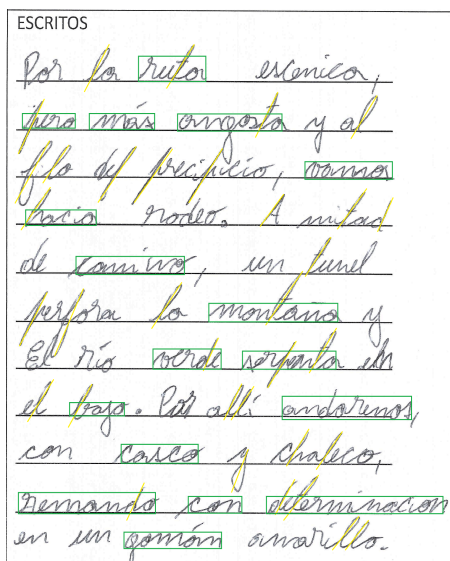 ESCRITOS
Por la ruta escenica,
pero más angosta y al
filo del precipicio, vamos
hacia rodeo. A mitad
de camino, un tunel
perfora la montaña y
El río verde serpenta en
el bajo. Por allí andaremos,
con casco y chaleco,
remando con determinacion
en un gomón amarillo.